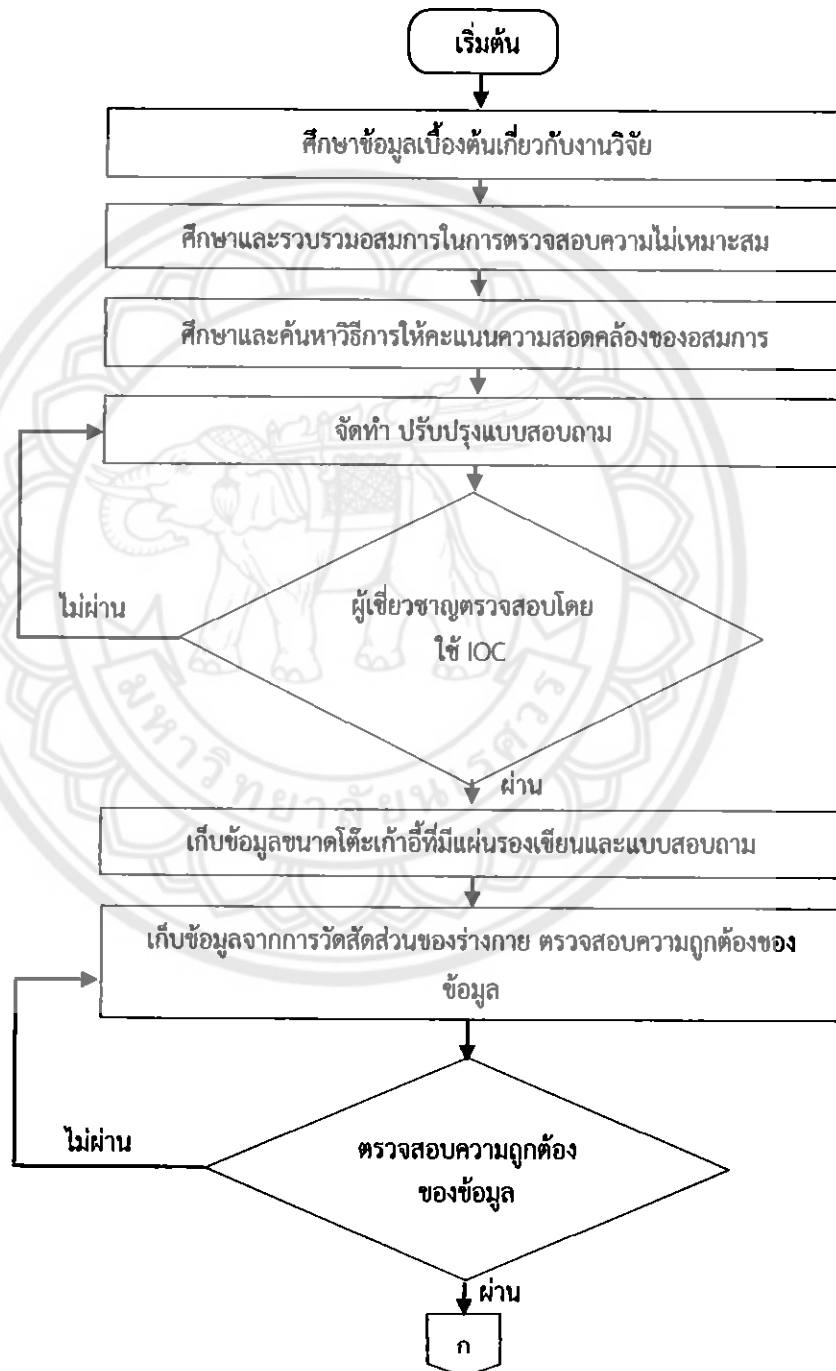 เริ่มต้น
ศึกษาข้อมูลเบื้องต้นเกี่ยวกับงานวิจัย
ศึกษาและรวบรวมอสมการในการตรวจสอบความไม่เหมาะสม
ศึกษาและค้นหาวิธีการให้คะแนนความสอดคล้องของอสมการ
จัดทำ ปรับปรุงแบบสอบถาม
ไม่ผ่าน
ผู้เชี่ยวชาญตรวจสอบโดย
ใช้ IOC
มหาวิทยาลัยนเรศวร
ผ่าน
เก็บข้อมูลขนาดโต๊ะเก้าอี้ที่มีแผ่นรองเขียนและแบบสอบถาม
เก็บข้อมูลจากการวัดสัดส่วนของร่างกาย ตรวจสอบความถูกต้องของ
ข้อมูล
ไม่ผ่าน
ตรวจสอบความถูกต้อง
ของข้อมูล
ผ่าน
ก